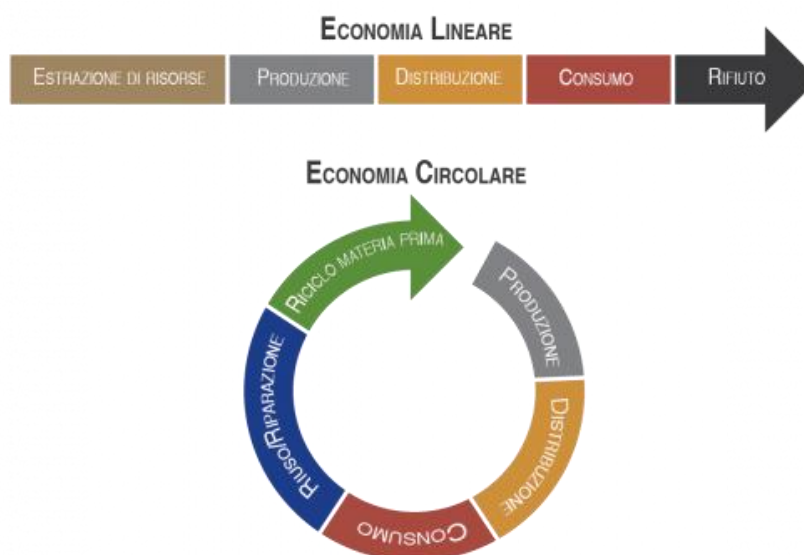 Economia Lineare
Estrazione di risorse
Produzione
Distribuzione
Consumo
Rifiuto
Economia Circolare
Riciclo materia prima
Produzione
Distribuzione
Consumo
Riuso/Riparazione